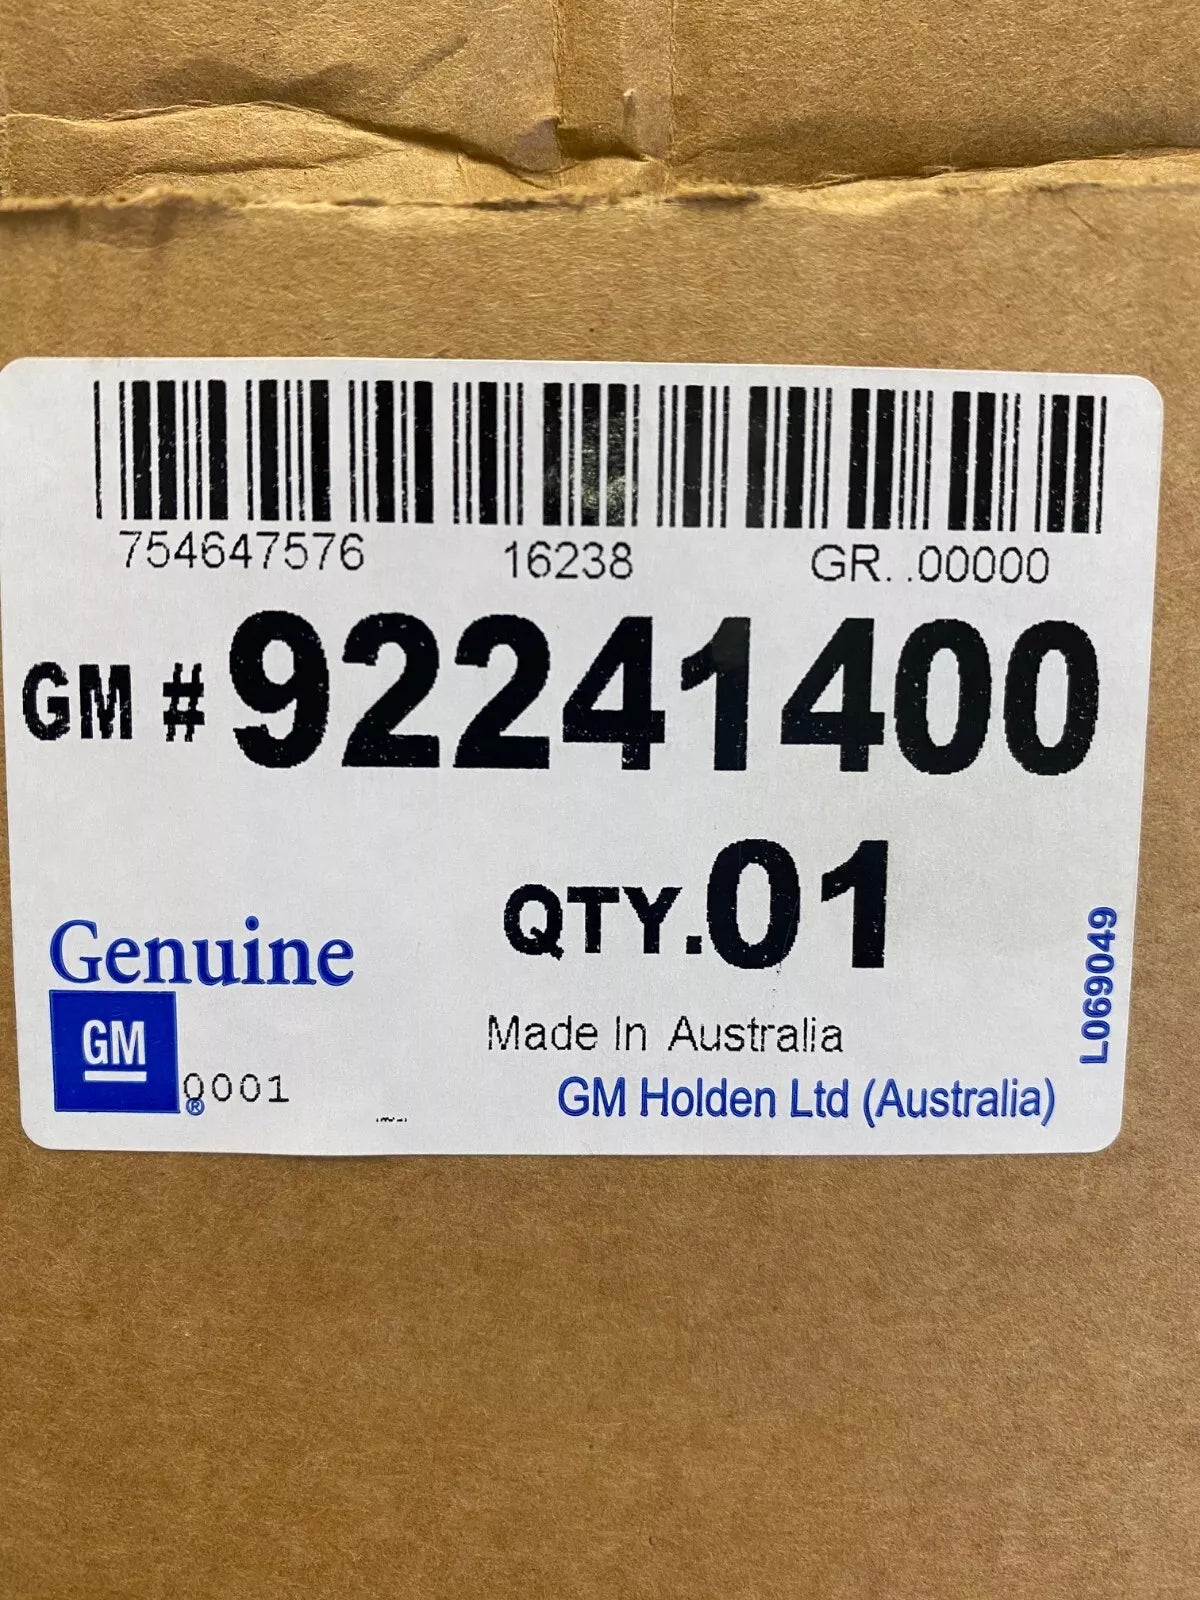 754647576 16238 GR. .00000
GM # 92241400
QTY.01
Genuine
GM
®
0001
Made In Australia
GM Holden Ltd (Australia)
L069049